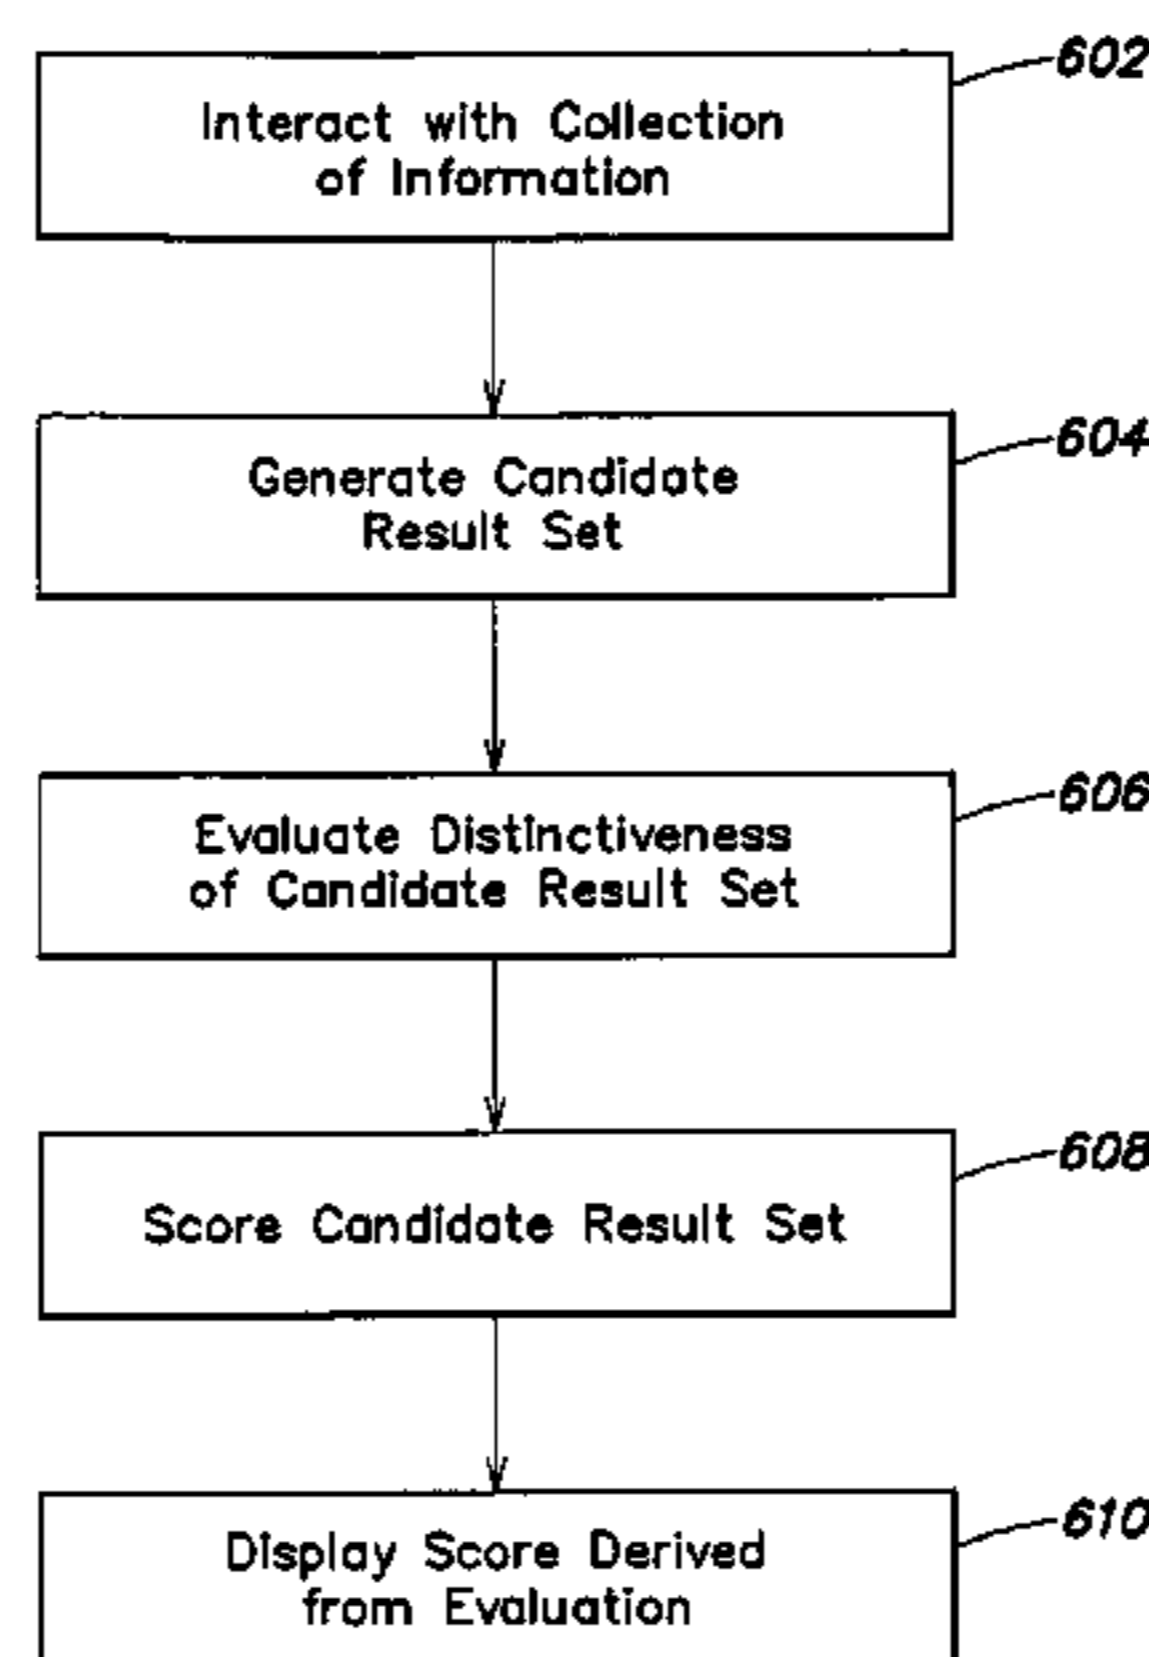 602
Interact with Collection
of Information
604
Generate Candidate
Result Set
606
Evaluate Distinctiveness
of Candidate Result Set
608
Score Candidate Result Set
610
Display Score Derived
from Evaluation